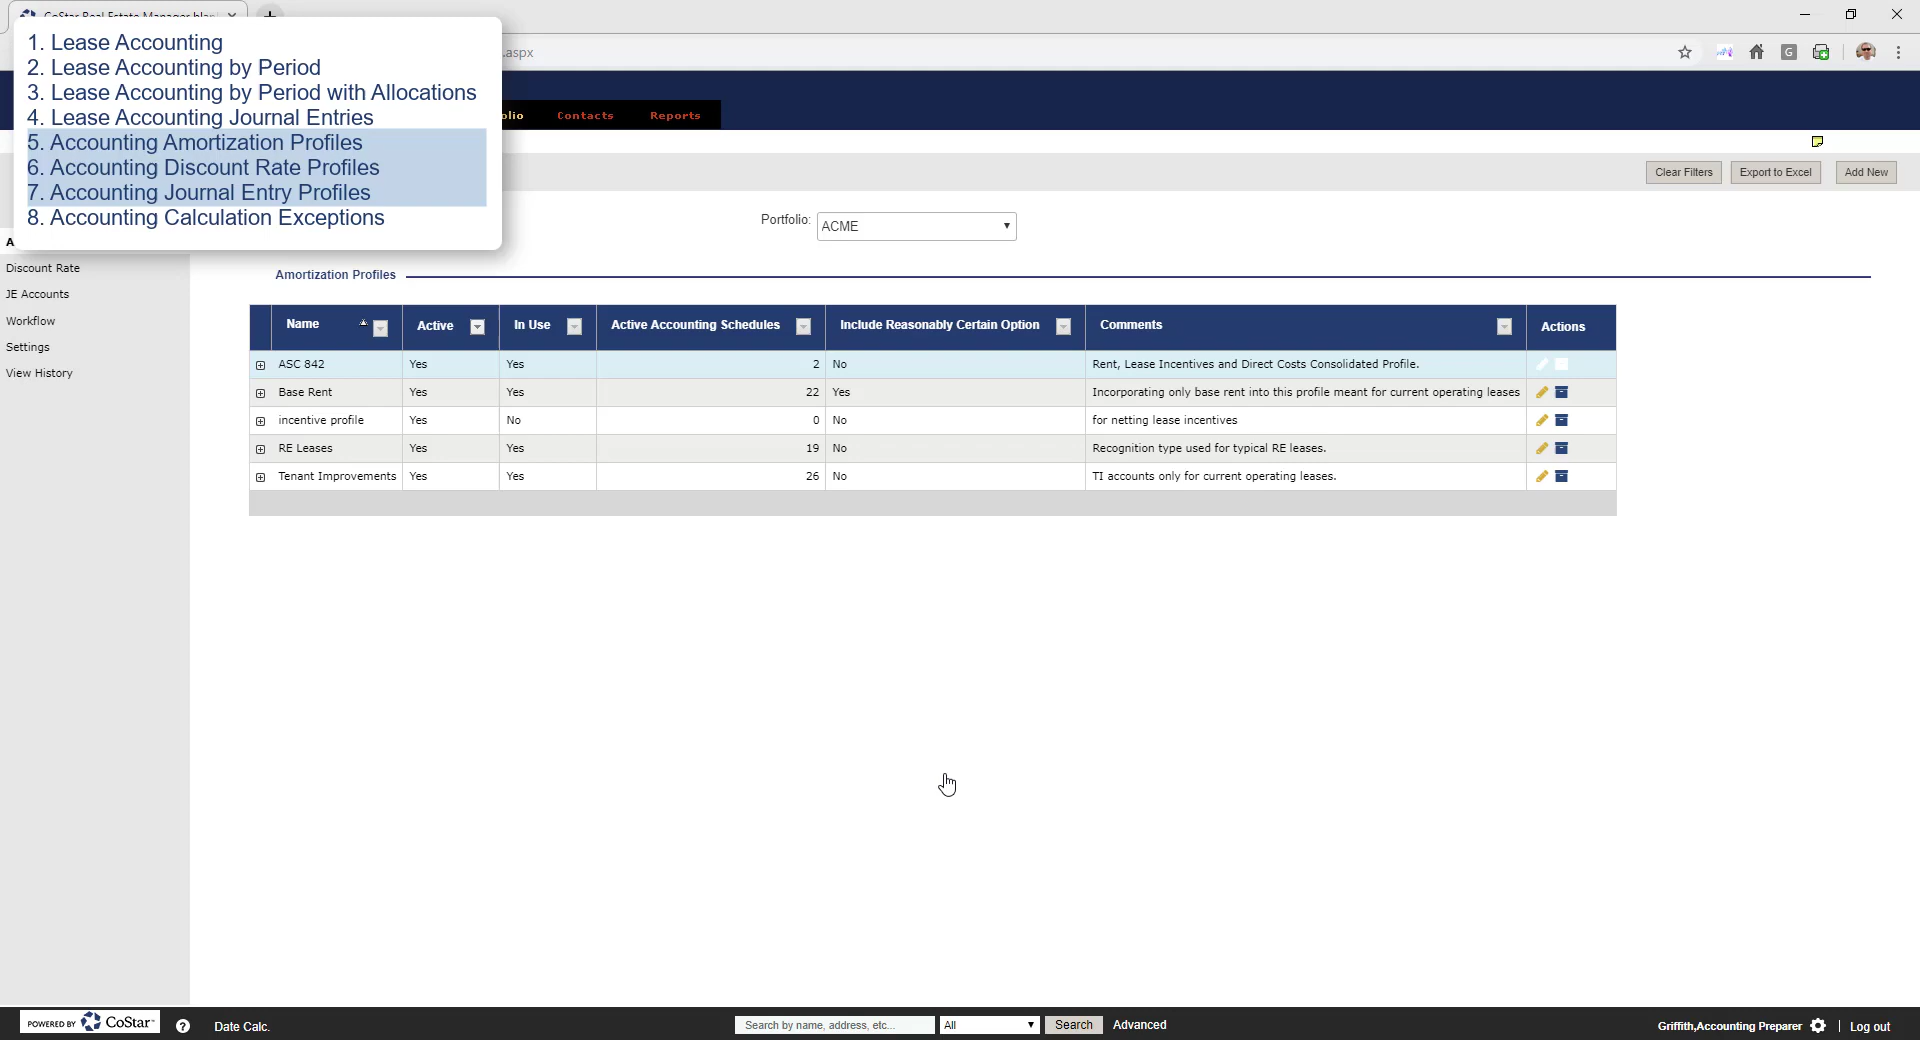 CoStar Real Estate Manager
1. Lease Accounting
2. Lease Accounting by Period
3. Lease Accounting by Period with Allocations
4. Lease Accounting Journal Entries
5. Accounting Amortization Profiles
6. Accounting Discount Rate Profiles
7. Accounting Journal Entry Profiles
8. Accounting Calculation Exceptions
.aspx
G
olio Contacts Reports
Clear Filters Export to Excel Add New
Portfolio: ACME
A
Discount Rate
JE Accounts
Workflow
Settings
View History
Amortization Profiles
Name Active In Use Active Accounting Schedules Include Reasonably Certain Option Comments Actions
ASC 842 Yes Yes 2 No Rent, Lease Incentives and Direct Costs Consolidated Profile.
Base Rent Yes Yes 22 Yes Incorporating only base rent into this profile meant for current operating leases
incentive profile Yes No 0 No for netting lease incentives
RE Leases Yes Yes 19 No Recognition type used for typical RE leases.
Tenant Improvements Yes Yes 26 No TI accounts only for current operating leases.
POWERED BY CoStar ? Date Calc. Search by name, address, etc... All Search Advanced Griffith,Accounting Preparer | Log out